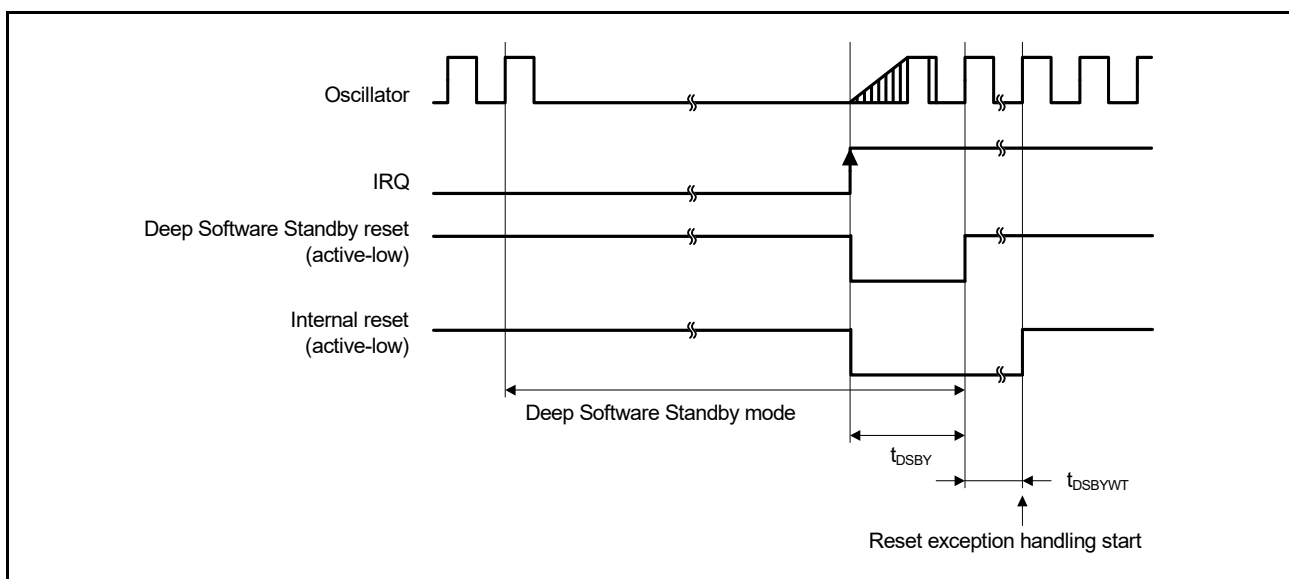 Oscillator
IRQ
Deep Software Standby reset
(active-low)
Internal reset
(active-low)
Deep Software Standby mode
tDSBY
tDSBYWT
Reset exception handling start